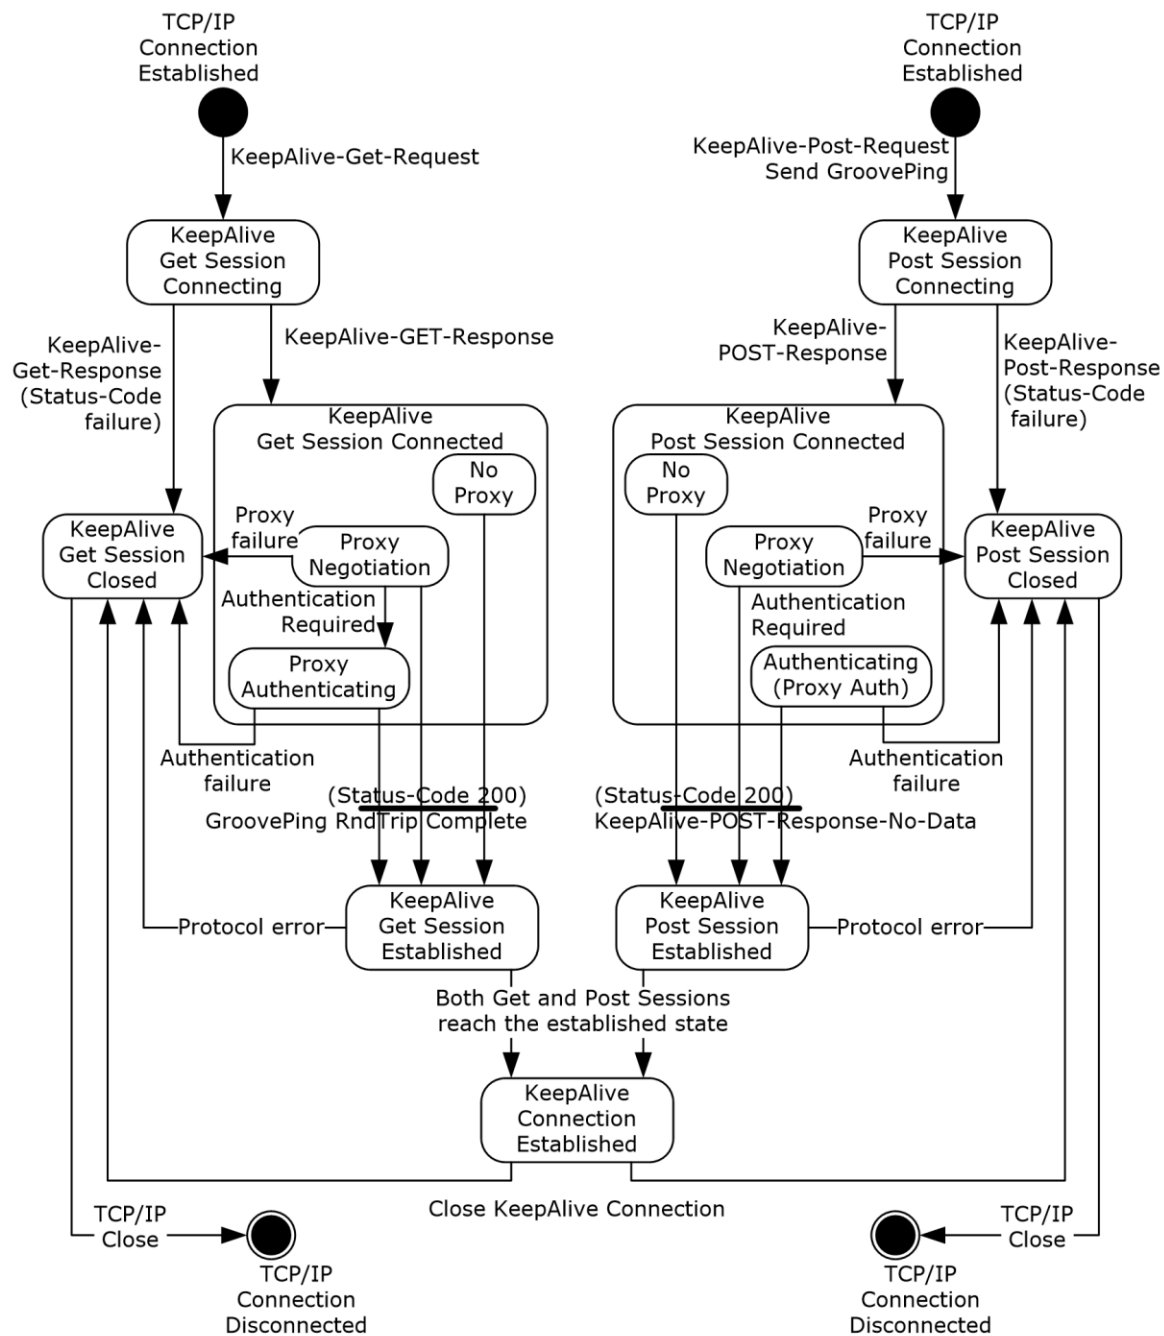 TCP/IP
Connection
Established
TCP/IP
Connection
Established
KeepAlive-Get-Request
KeepAlive-Post-Request
Send GroovePing
KeepAlive
Get Session
Connecting
KeepAlive
Post Session
Connecting
KeepAlive-
Get-Response
(Status-Code
failure)
KeepAlive-GET-Response
KeepAlive-
POST-Response
KeepAlive-
Post-Response
(Status-Code
failure)
KeepAlive
Get Session Connected
No
Proxy
KeepAlive
Post Session Connected
No
Proxy
KeepAlive
Get Session
Closed
Proxy
failure
Proxy
Negotiation
Authentication
Required
Proxy
Authenticating
Authentication
failure
Proxy
Negotiation
Proxy
failure
KeepAlive
Post Session
Closed
Authentication
Required
Authenticating
(Proxy Auth)
Authentication
failure
(Status-Code 200)
GroovePing RndTrip Complete
(Status-Code 200)
KeepAlive-POST-Response-No-Data
Protocol error
KeepAlive
Get Session
Established
KeepAlive
Post Session
Established
Protocol error
Both Get and Post Sessions
reach the established state
KeepAlive
Connection
Established
Close KeepAlive Connection
TCP/IP
Close
TCP/IP
Connection
Disconnected
TCP/IP
Close
TCP/IP
Connection
Disconnected